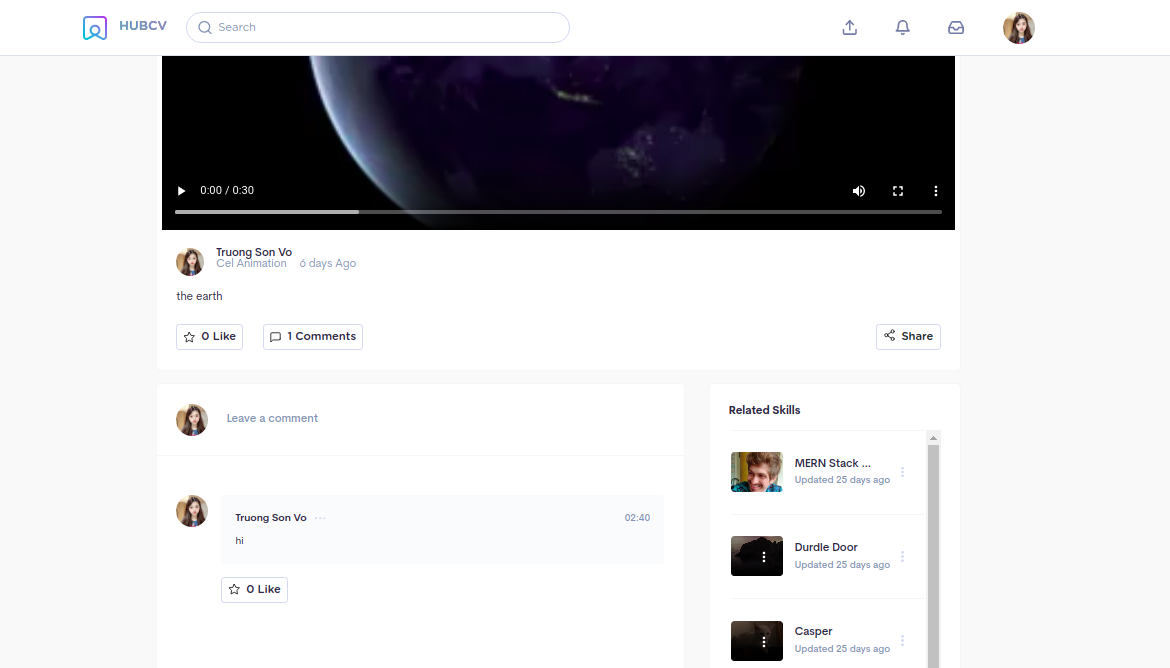 HUBCV
Search
0:00 / 0:30
Truong Son Vo
Cel Animation 6 days Ago
the earth
0 Like
1 Comments
Share
Leave a comment
Truong Son Vo ...
02:40
hi
0 Like
Related Skills
MERN Stack ...
Updated 25 days ago
Durdle Door
Updated 25 days ago
Casper
Updated 25 days ago